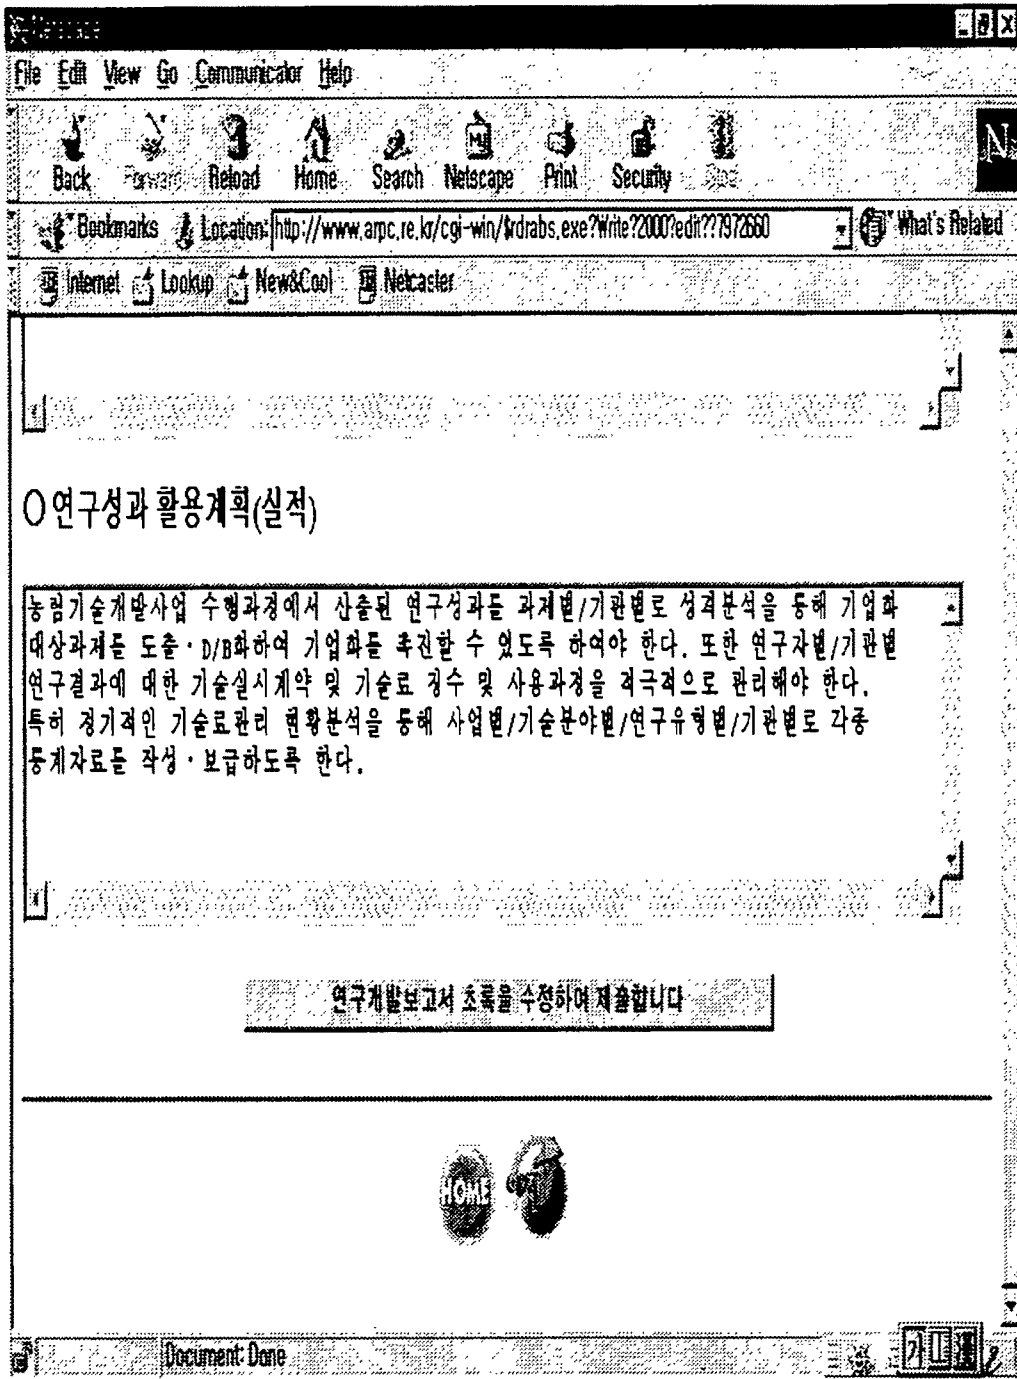 Netscape
File Edit View Go Communicator Help
Back Forward Reload Home Search Netscape Print Security Stop
Bookmarks Location: http://www.arpc.re.kr/cgi-win/frdrabs.exe?Write?2000?edit??7972660 What's Related
Internet Lookup New&Cool Netcaster
○ 연구성과 활용계획(실적)
농림기술개발사업 수행과정에서 산출된 연구성과를 과제별/기관별로 성격분석을 통해 기업화
대상과제를 도출·D/B화하여 기업화를 촉진할 수 있도록 하여야 한다. 또한 연구자별/기관별
연구결과에 대한 기술실시계약 및 기술료 징수 및 사용과정을 적극적으로 관리해야 한다.
특히 정기적인 기술료관리 현황분석을 통해 사업별/기술분야별/연구유형별/기관별로 각종
통계자료를 작성·보급하도록 한다.
연구개발보고서 초록을 수정하여 제출합니다
HOME
Document: Done